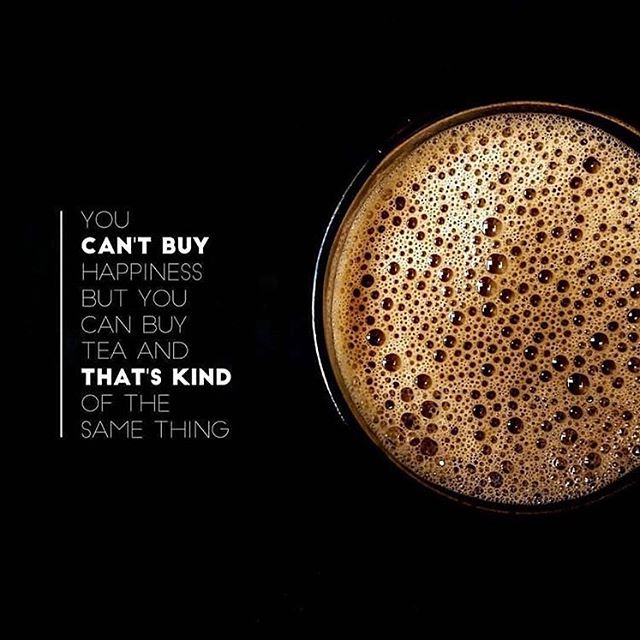 YOU
CAN'T BUY
HAPPINESS
BUT YOU
CAN BUY
TEA AND
THAT'S KIND
OF THE
SAME THING